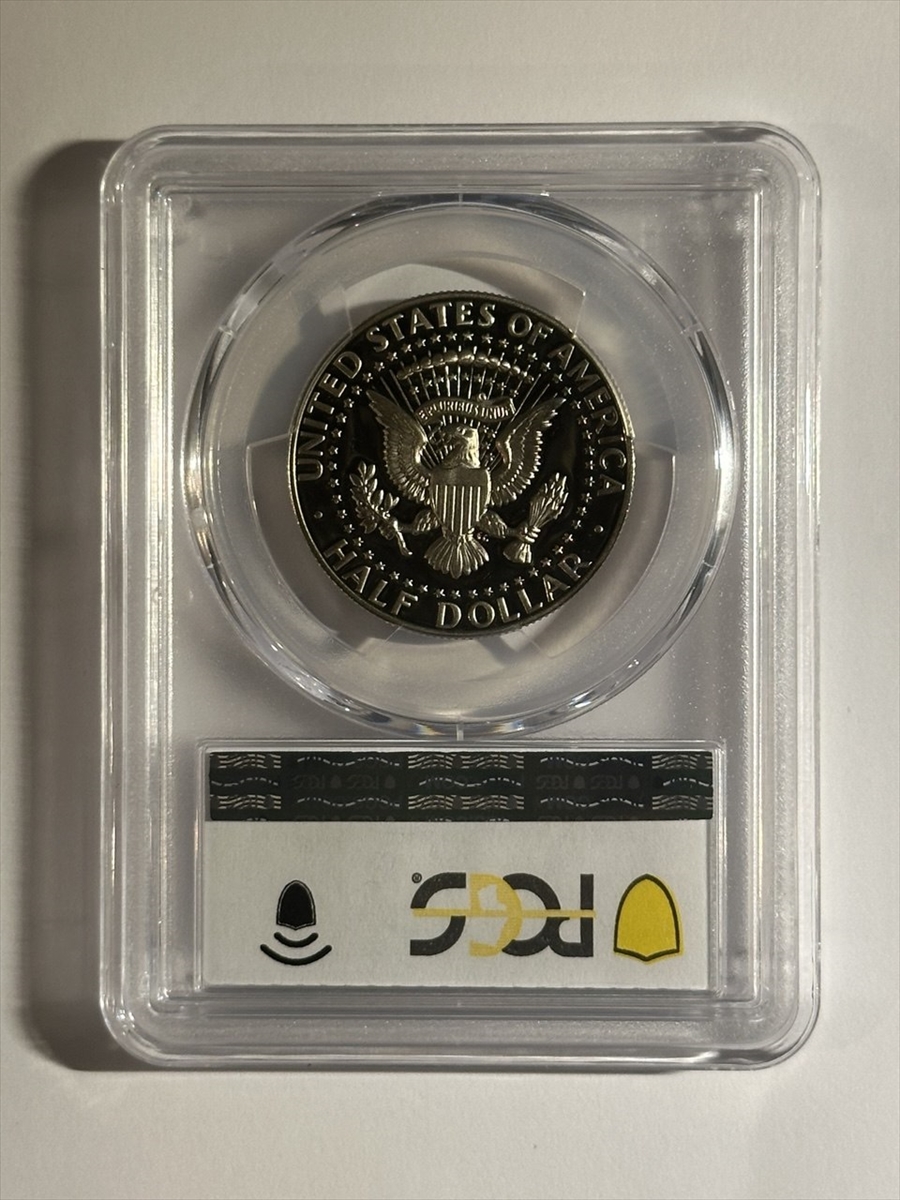 UNITED STATES OF AMERICA
E PLURIBUS UNUM
HALF DOLLAR
PCGS®